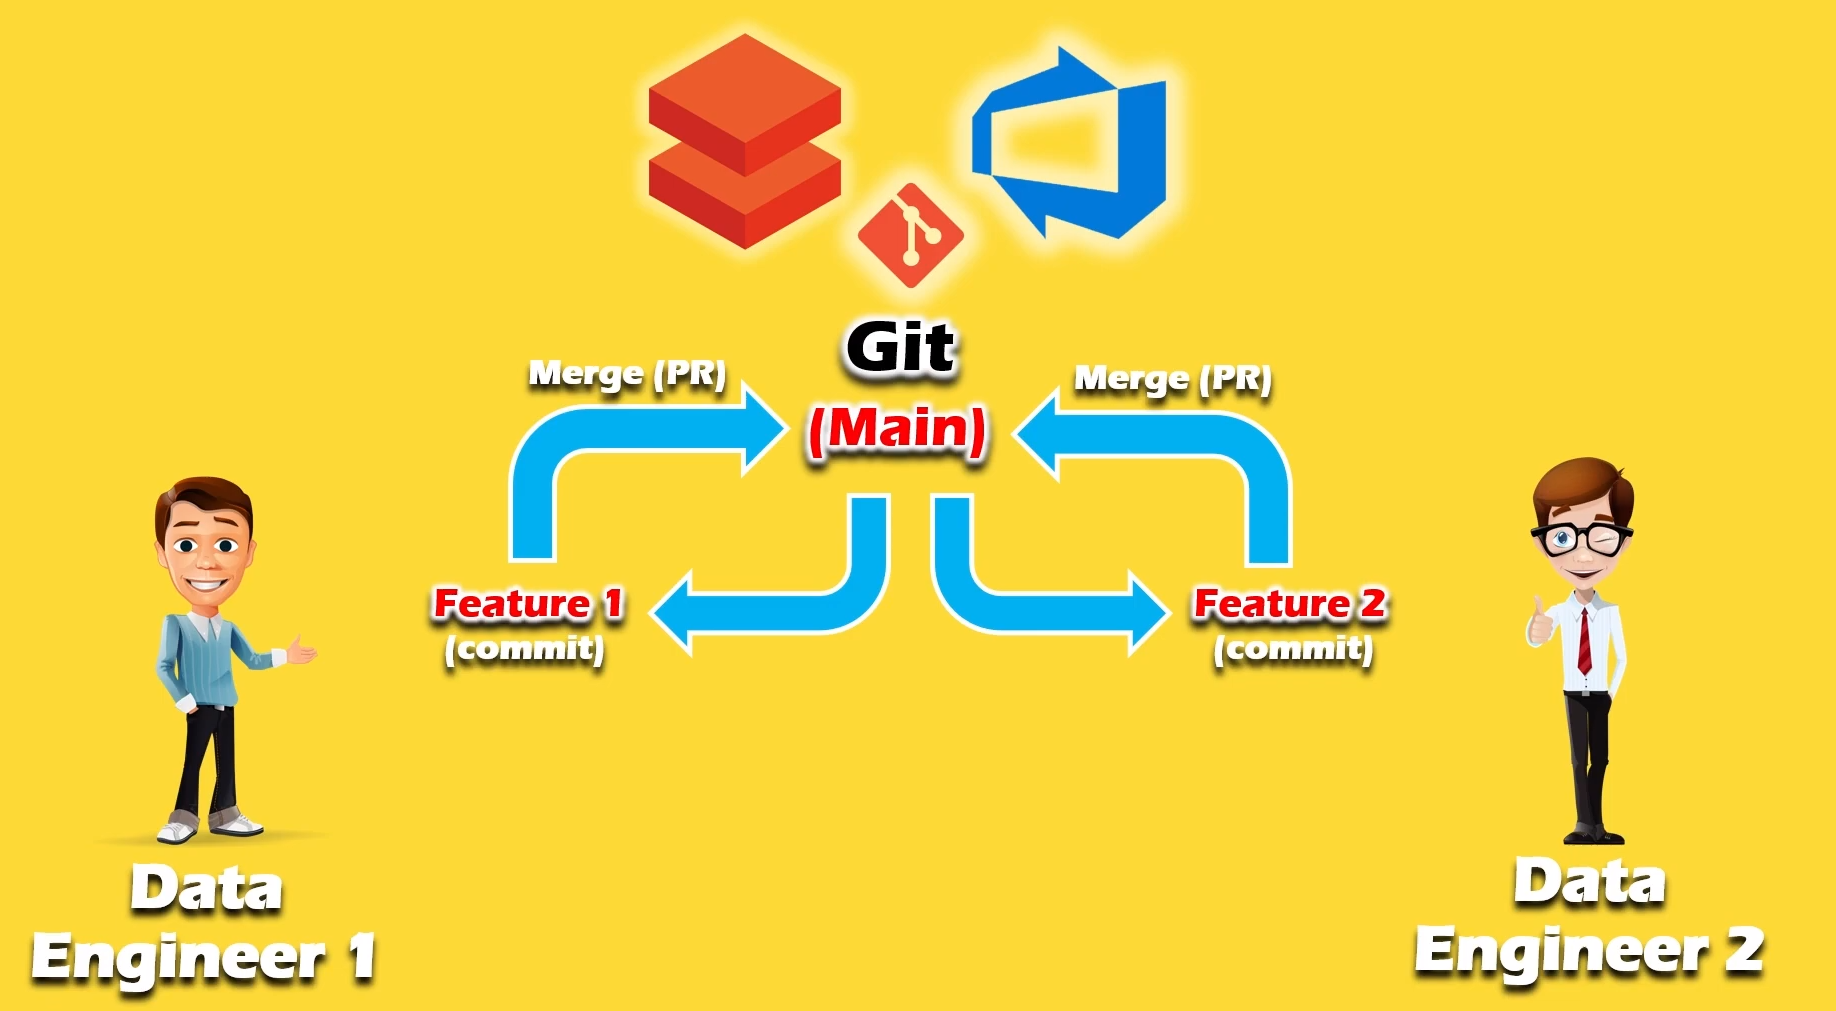 Git
(Main)
Merge (PR)
Merge (PR)
Feature 1
(commit)
Feature 2
(commit)
Data
Engineer 1
Data
Engineer 2